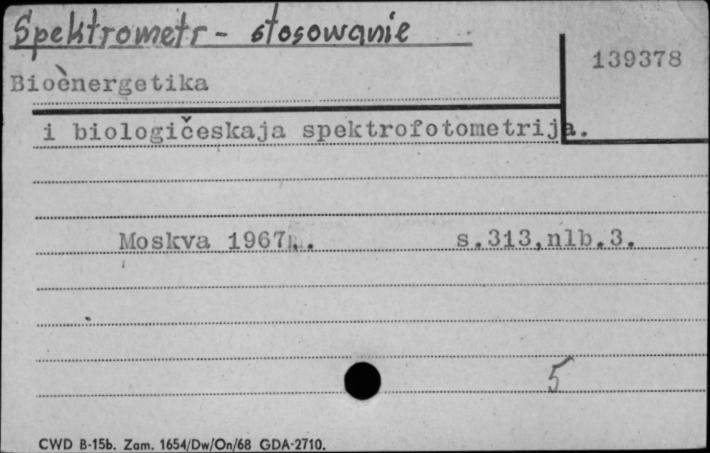 Spektrometr - stosowanie
139378
Bioènergetika
i biologičeskaja spektrofotometrija.
Moskva 1967 s.313,nlb.3.
5
CWD B-15b. Zam. 1654/Dw/On/68 GDA-2710.